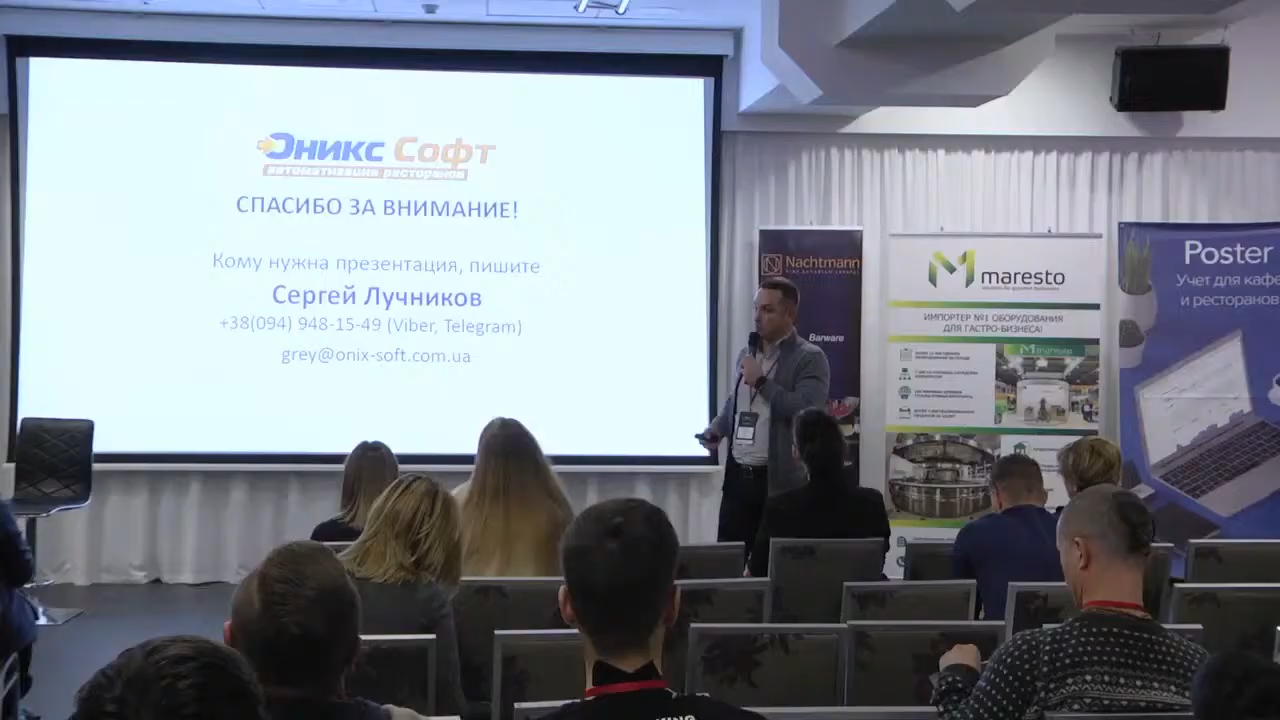 Оникс Софт
автоматизация ресторанов
СПАСИБО ЗА ВНИМАНИЕ!
Кому нужна презентация, пишите
Сергей Лучников
+38(094) 948-15-49 (Viber, Telegram)
grey@onix-soft.com.ua
Nachtmann
Barware
maresto
ИМПОРТЕР №1 ОБОРУДОВАНИЯ
ДЛЯ ГАСТРО-БИЗНЕСА!
maresto
Poster
Учет для кафе
и ресторанов